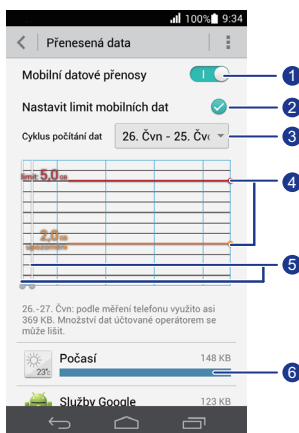 100% 9:34
Přenesená data
Mobilní datové přenosy
1
Nastavit limit mobilních dat
2
Cyklus počítání dat
26. Čvn - 25. Čvc
3
limit 5,0 GB
4
2,0 GB
upozornění
5
26.-27. Čvn: podle měření telefonu využito asi
369 KB. Množství dat účtované operátorem se
může lišit.
Počasí
148 KB
23°
6
Služby Google
123 KB